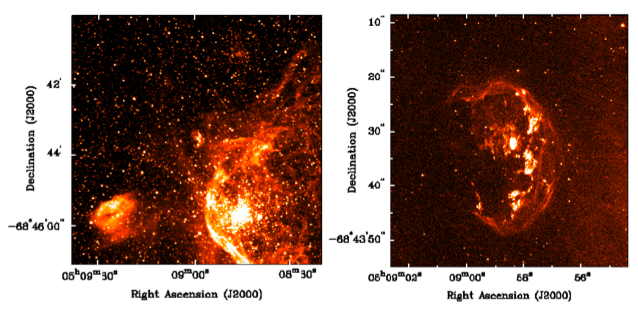 42'
44'
-68°46'00"
05ʰ09ᵐ30ˢ
09ᵐ00ˢ
08ᵐ30ˢ
Declination (J2000)
Right Ascension (J2000)
10"
20"
30"
40"
-68°43'50"
05ʰ09ᵐ02ˢ
09ᵐ00ˢ
58ˢ
56ˢ
Declination (J2000)
Right Ascension (J2000)